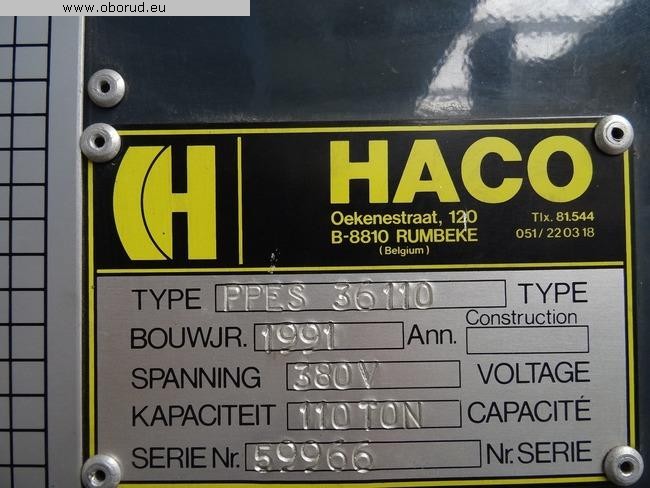 www.oborud.eu
H HACO
Oekenestraat, 120 Tlx. 81.544
B-8810 RUMBEKE 051/220318
(Belgium)
TYPE PPES 36110 TYPE
BOUWJR. 1991 Ann. Construction
SPANNING 380V VOLTAGE
KAPACITEIT 110 TON CAPACITÉ
SERIE Nr. 59966 Nr. SERIE